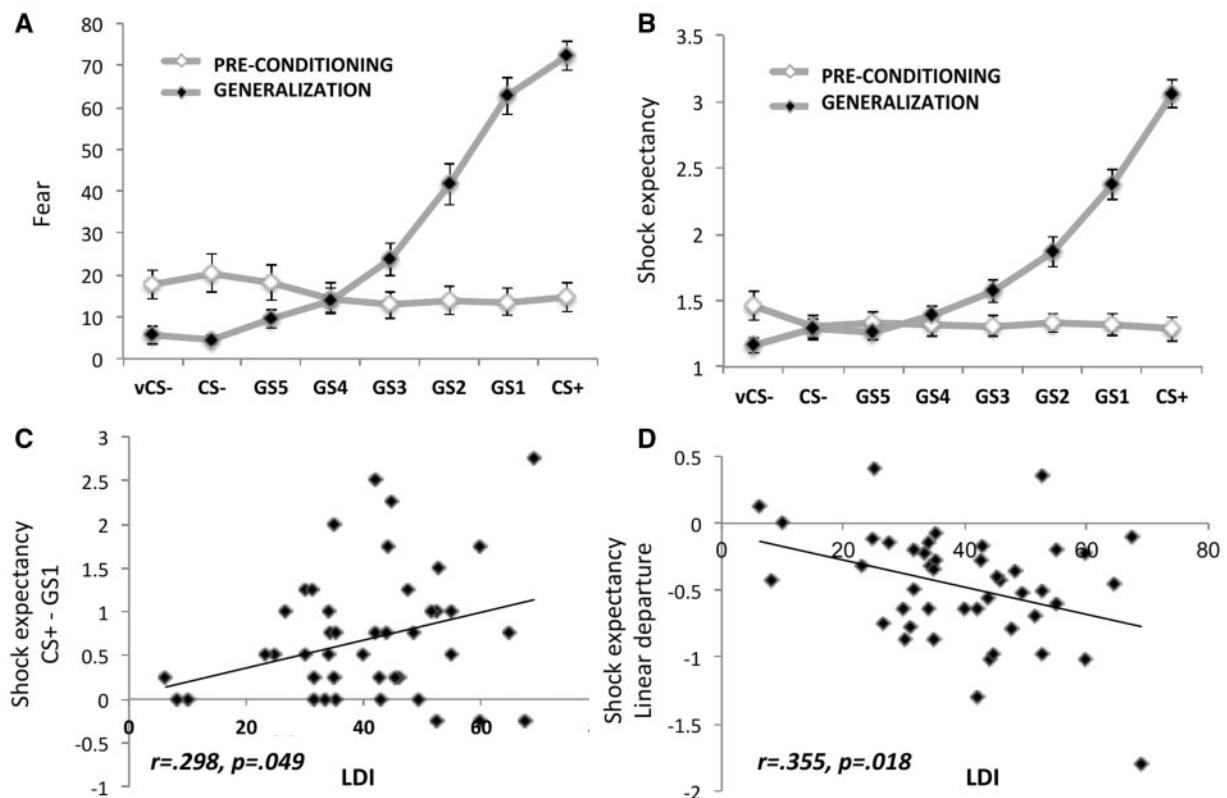 A
80
70
60
50
40
30
20
10
0
Fear
PRE-CONDITIONING
GENERALIZATION
vCS- CS- GS5 GS4 GS3 GS2 GS1 CS+
B
3.5
3
2.5
2
1.5
1
Shock expectancy
PRE-CONDITIONING
GENERALIZATION
vCS- CS- GS5 GS4 GS3 GS2 GS1 CS+
C
3
2.5
2
1.5
1
0.5
0
-0.5
-1
Shock expectancy
CS+ - GS1
0 20 40 60
r=.298, p=.049
LDI
D
0.5
0
-0.5
-1
-1.5
-2
Shock expectancy
Linear departure
0 20 40 60 80
r=.355, p=.018
LDI